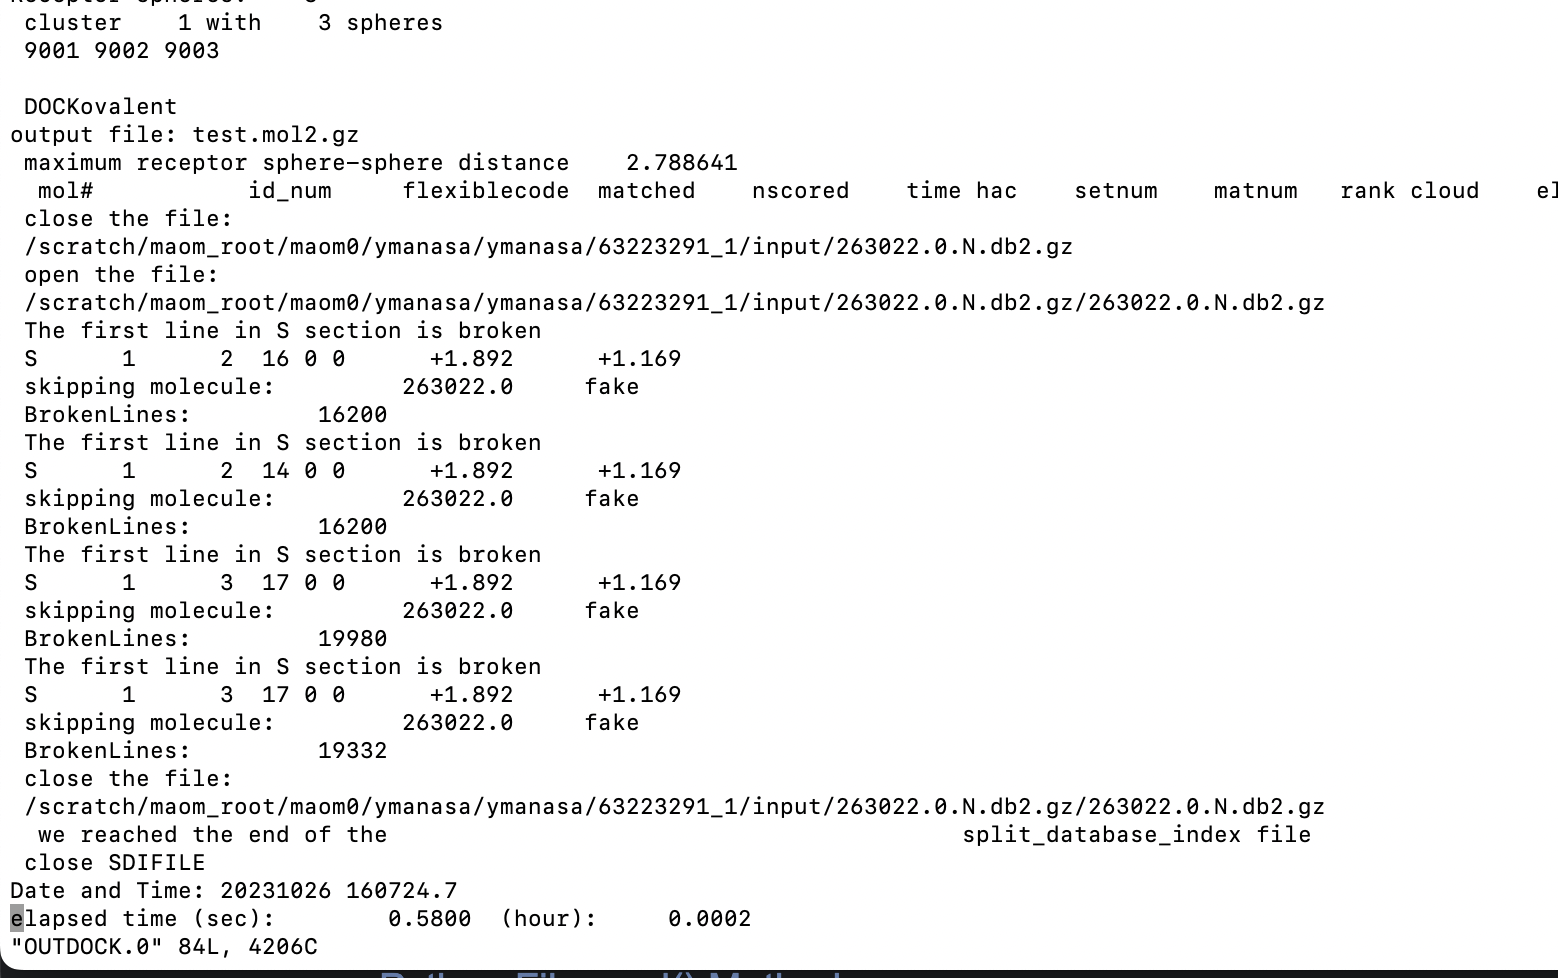 cluster    1 with    3 spheres
9001 9002 9003
DOCKovalent
output file: test.mol2.gz
maximum receptor sphere-sphere distance    2.788641
mol#           id_num     flexiblecode  matched    nscored    time hac    setnum    matnum   rank cloud    el
close the file:
/scratch/maom_root/maom0/ymanasa/ymanasa/63223291_1/input/263022.0.N.db2.gz
open the file:
/scratch/maom_root/maom0/ymanasa/ymanasa/63223291_1/input/263022.0.N.db2.gz/263022.0.N.db2.gz
The first line in S section is broken
S      1      2  16 0 0      +1.892      +1.169
skipping molecule:         263022.0     fake
BrokenLines:         16200
The first line in S section is broken
S      1      2  14 0 0      +1.892      +1.169
skipping molecule:         263022.0     fake
BrokenLines:         16200
The first line in S section is broken
S      1      3  17 0 0      +1.892      +1.169
skipping molecule:         263022.0     fake
BrokenLines:         19980
The first line in S section is broken
S      1      3  17 0 0      +1.892      +1.169
skipping molecule:         263022.0     fake
BrokenLines:         19332
close the file:
/scratch/maom_root/maom0/ymanasa/ymanasa/63223291_1/input/263022.0.N.db2.gz/263022.0.N.db2.gz
we reached the end of the                                         split_database_index file
close SDIFILE
Date and Time: 20231026 160724.7
elapsed time (sec):        0.5800  (hour):     0.0002
"OUTDOCK.0" 84L, 4206C